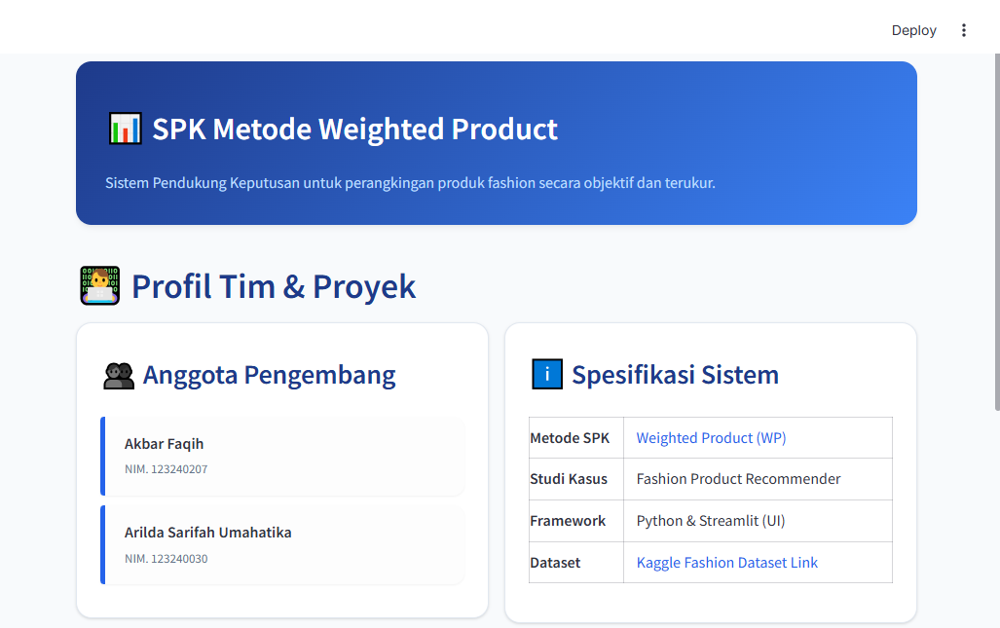 Deploy
SPK Metode Weighted Product
Sistem Pendukung Keputusan untuk perangkingan produk fashion secara objektif dan terukur.
Profil Tim & Proyek
Anggota Pengembang
Akbar Faqih
NIM. 123240207
Arilda Sarifah Umahatika
NIM. 123240030
Spesifikasi Sistem
Metode SPK Weighted Product (WP)
Studi Kasus Fashion Product Recommender
Framework Python & Streamlit (UI)
Dataset Kaggle Fashion Dataset Link